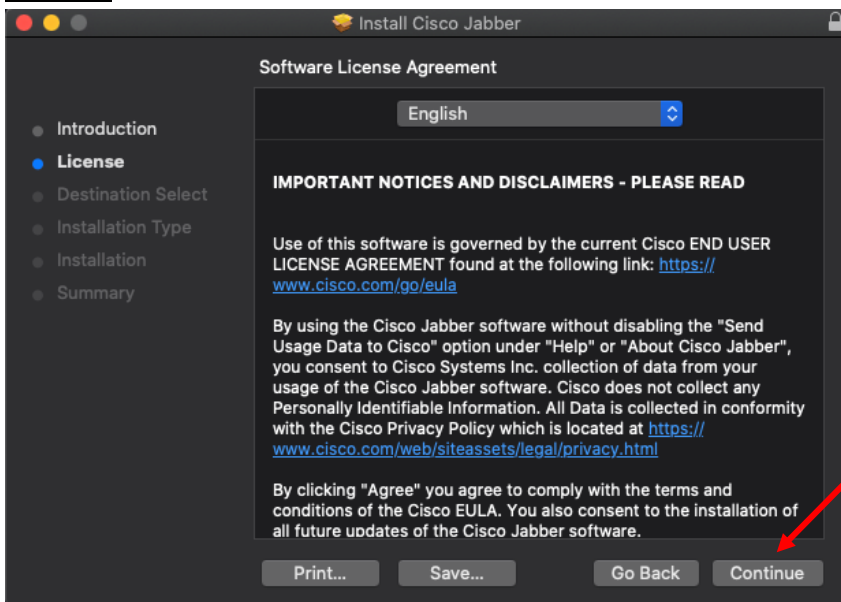 Install Cisco Jabber
Software License Agreement
English
Introduction
License
Destination Select
Installation Type
Installation
Summary
IMPORTANT NOTICES AND DISCLAIMERS - PLEASE READ
Use of this software is governed by the current Cisco END USER
LICENSE AGREEMENT found at the following link: https://
www.cisco.com/go/eula
By using the Cisco Jabber software without disabling the "Send
Usage Data to Cisco" option under "Help" or "About Cisco Jabber",
you consent to Cisco Systems Inc. collection of data from your
usage of the Cisco Jabber software. Cisco does not collect any
Personally Identifiable Information. All Data is collected in conformity
with the Cisco Privacy Policy which is located at https://
www.cisco.com/web/siteassets/legal/privacy.html
By clicking "Agree" you agree to comply with the terms and
conditions of the Cisco EULA. You also consent to the installation of
all future updates of the Cisco Jabber software.
Print...
Save...
Go Back
Continue